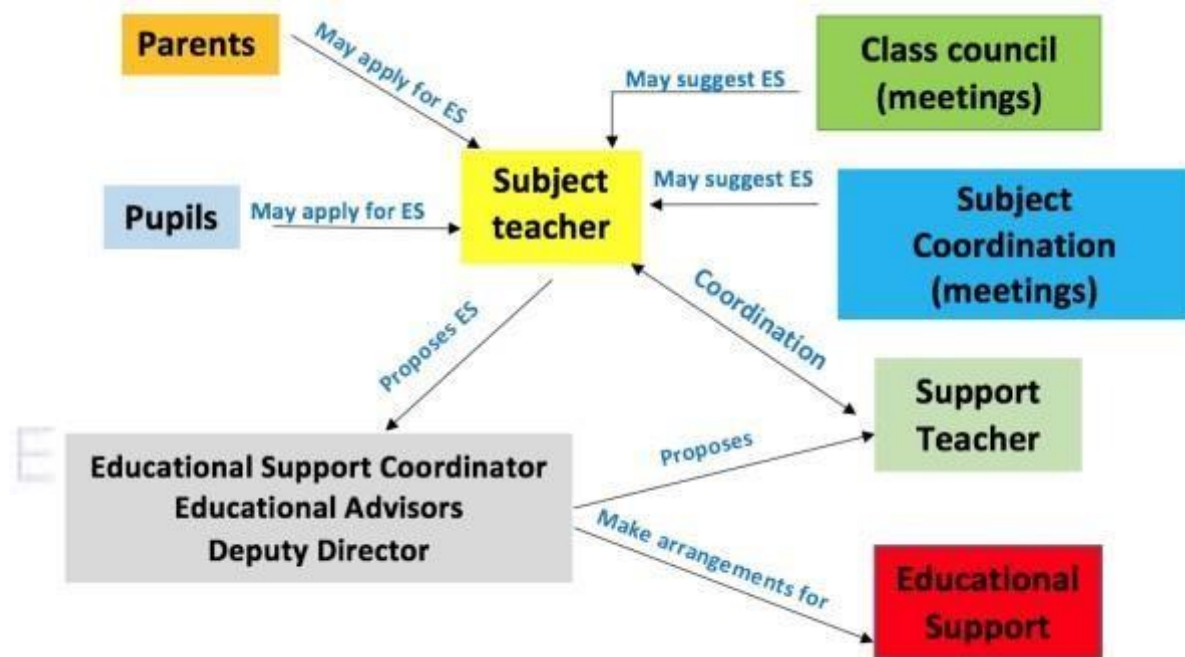 Parents
May apply for ES
Class council
(meetings)
May suggest ES
Subject
teacher
May suggest ES
Subject
Coordination
(meetings)
Pupils
May apply for ES
Proposes ES
Coordination
Support
Teacher
E
Educational Support Coordinator
Educational Advisors
Deputy Director
Proposes
Make arrangements for
Educational
Support